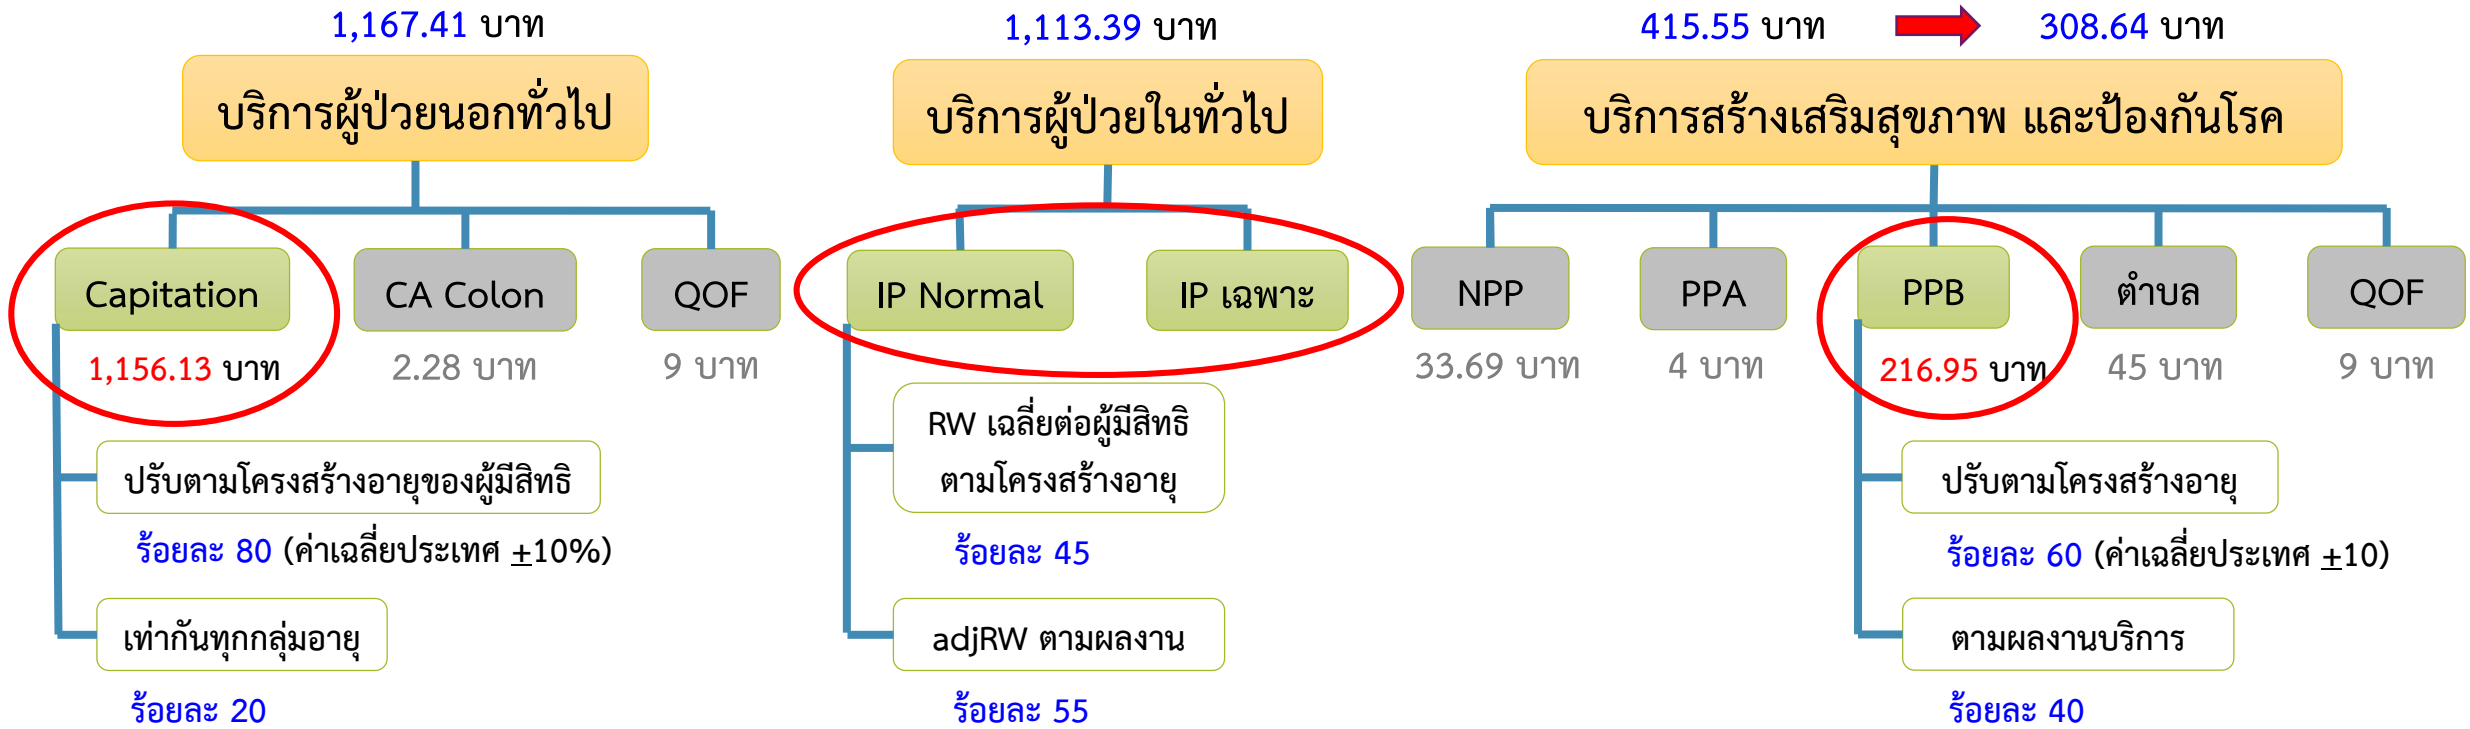 1,167.41 บาท
บริการผู้ป่วยนอกทั่วไป
Capitation
1,156.13 บาท
CA Colon
2.28 บาท
QOF
9 บาท
ปรับตามโครงสร้างอายุของผู้มีสิทธิ
ร้อยละ 80 (ค่าเฉลี่ยประเทศ ±10%)
เท่ากันทุกกลุ่มอายุ
ร้อยละ 20
1,113.39 บาท
บริการผู้ป่วยในทั่วไป
IP Normal
IP เฉพาะ
RW เฉลี่ยต่อผู้มีสิทธิ
ตามโครงสร้างอายุ
ร้อยละ 45
adjRW ตามผลงาน
ร้อยละ 55
415.55 บาท
308.64 บาท
บริการสร้างเสริมสุขภาพ และป้องกันโรค
NPP
33.69 บาท
PPA
4 บาท
PPB
216.95 บาท
ตำบล
45 บาท
QOF
9 บาท
ปรับตามโครงสร้างอายุ
ร้อยละ 60 (ค่าเฉลี่ยประเทศ ±10)
ตามผลงานบริการ
ร้อยละ 40